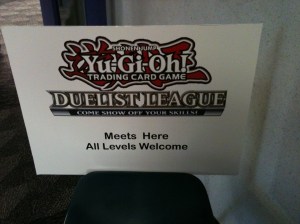 SHONEN JUMP
Yu-Gi-Oh!
TRADING CARD GAME
DUELIST LEAGUE
COME SHOW OFF YOUR SKILLS!
Meets Here
All Levels Welcome